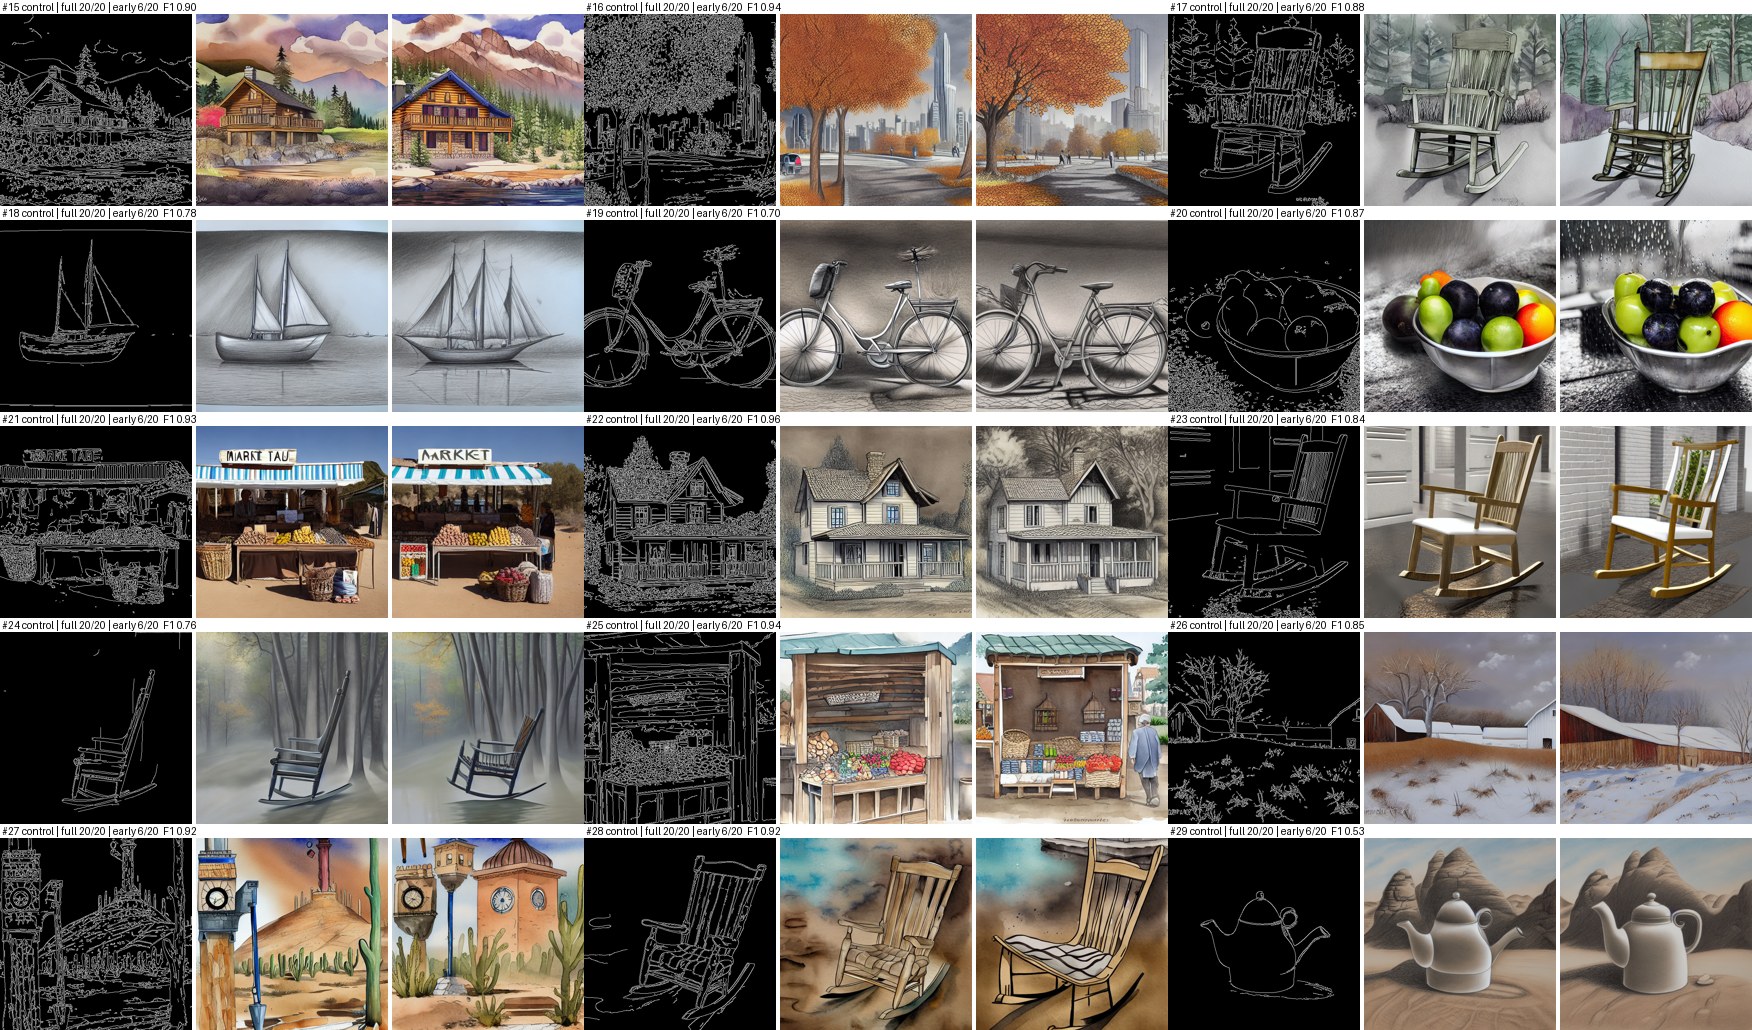 #15 control | full 20/20 | early 6/20 F1 0.90
#16 control | full 20/20 | early 6/20 F1 0.94
#17 control | full 20/20 | early 6/20 F1 0.88
#18 control | full 20/20 | early 6/20 F1 0.78
#19 control | full 20/20 | early 6/20 F1 0.70
#20 control | full 20/20 | early 6/20 F1 0.87
#21 control | full 20/20 | early 6/20 F1 0.93
#22 control | full 20/20 | early 6/20 F1 0.96
#23 control | full 20/20 | early 6/20 F1 0.84
MARKT TAU
MARKKET
#24 control | full 20/20 | early 6/20 F1 0.76
#25 control | full 20/20 | early 6/20 F1 0.94
#26 control | full 20/20 | early 6/20 F1 0.85
#27 control | full 20/20 | early 6/20 F1 0.92
#28 control | full 20/20 | early 6/20 F1 0.92
#29 control | full 20/20 | early 6/20 F1 0.53